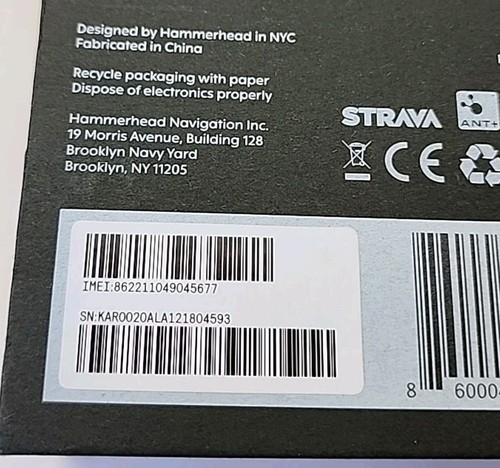 Designed by Hammerhead in NYC
Fabricated in China
Recycle packaging with paper
Dispose of electronics properly
Hammerhead Navigation Inc.
19 Morris Avenue, Building 128
Brooklyn Navy Yard
Brooklyn, NY 11205
STRAVA
ANT+
CE
IMEI:862211049045677
SN:KAR0020ALA121804593
8 6000